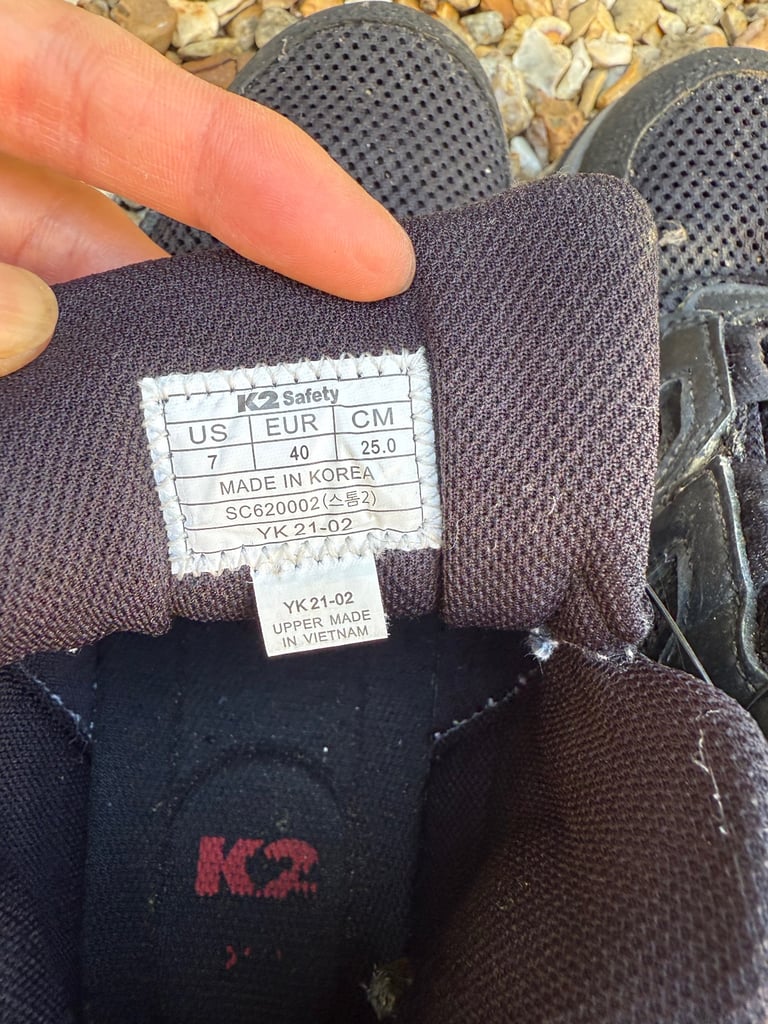 K2 Safety
US EUR CM
7 40 25.0
MADE IN KOREA
SC620002(스톰2)
YK 21-02
YK 21-02
UPPER MADE
IN VIETNAM
K2